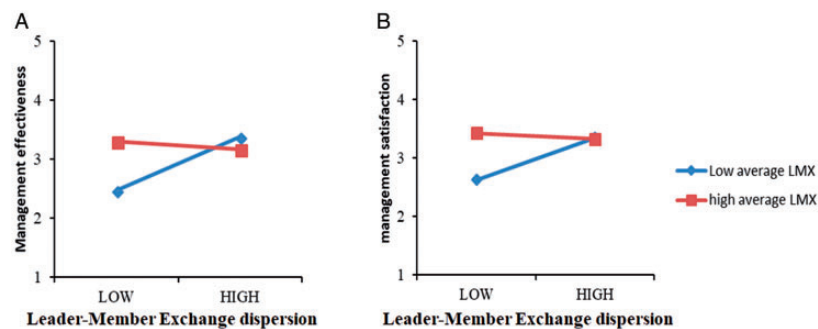 A
5
4
3
2
1
Management effectiveness
LOW HIGH
Leader-Member Exchange dispersion
B
5
4
3
2
1
management satisfaction
LOW HIGH
Leader-Member Exchange dispersion
Low average LMX
high average LMX